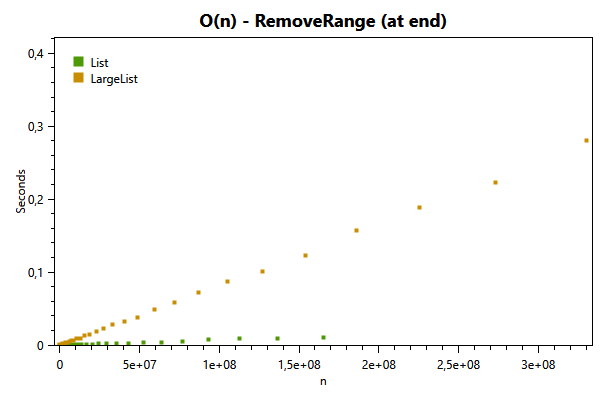 O(n) - RemoveRange (at end)
0,4
List
LargeList
0,3
Seconds
0,2
0,1
0
0
5e+07
1e+08
1,5e+08
2e+08
2,5e+08
3e+08
n